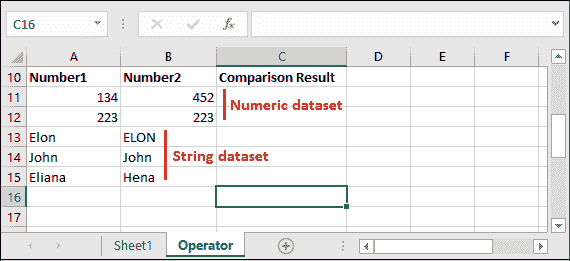 C16 fx
A B C D E F
10 Number1 Number2 Comparison Result
11 134 452
Numeric dataset
12 223 223
13 Elon ELON
14 John John String dataset
15 Eliana Hena
16
17
Sheet1 Operator